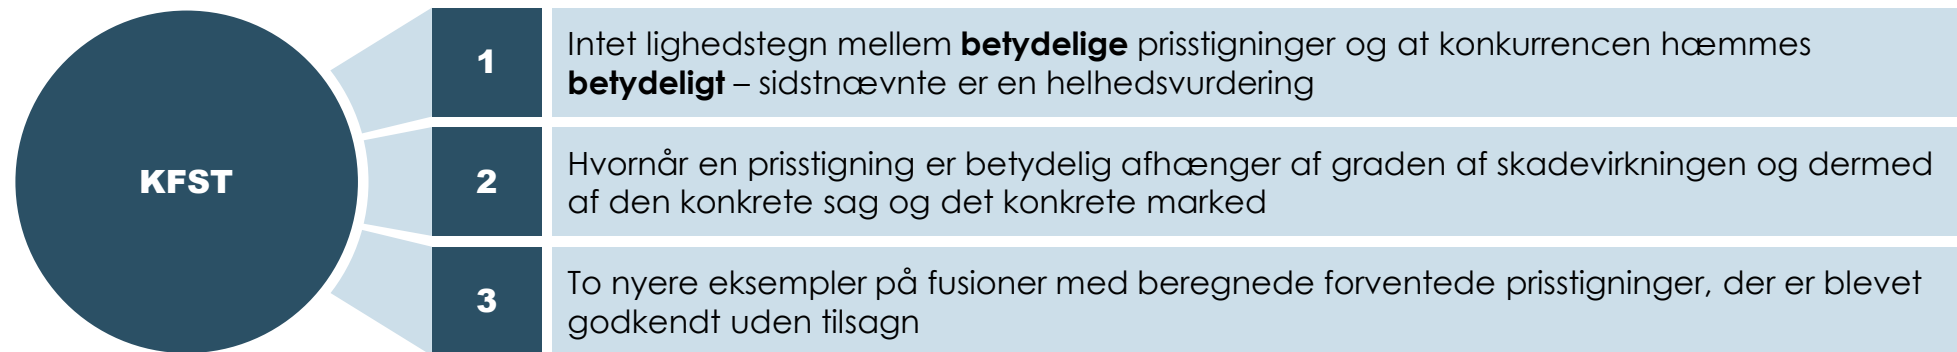 KFST
1
Intet lighedstegn mellem betydelige prisstigninger og at konkurrencen hæmmes
betydeligt – sidstnævnte er en helhedsvurdering
2
Hvornår en prisstigning er betydelig afhænger af graden af skadevirkningen og dermed
af den konkrete sag og det konkrete marked
3
To nyere eksempler på fusioner med beregnede forventede prisstigninger, der er blevet
godkendt uden tilsagn